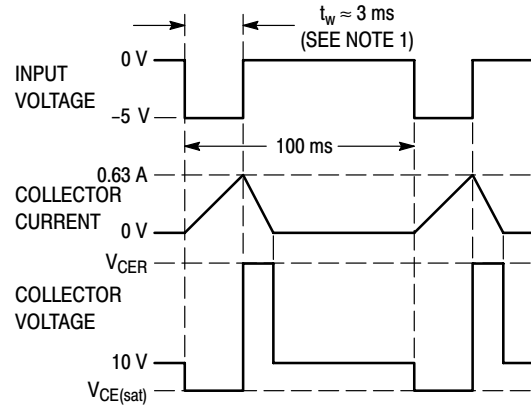 t_w ≈ 3 ms
(SEE NOTE 1)
0 V
INPUT
VOLTAGE
–5 V
100 ms
0.63 A
COLLECTOR
CURRENT
0 V
V_CER
COLLECTOR
VOLTAGE
10 V
V_CE(sat)